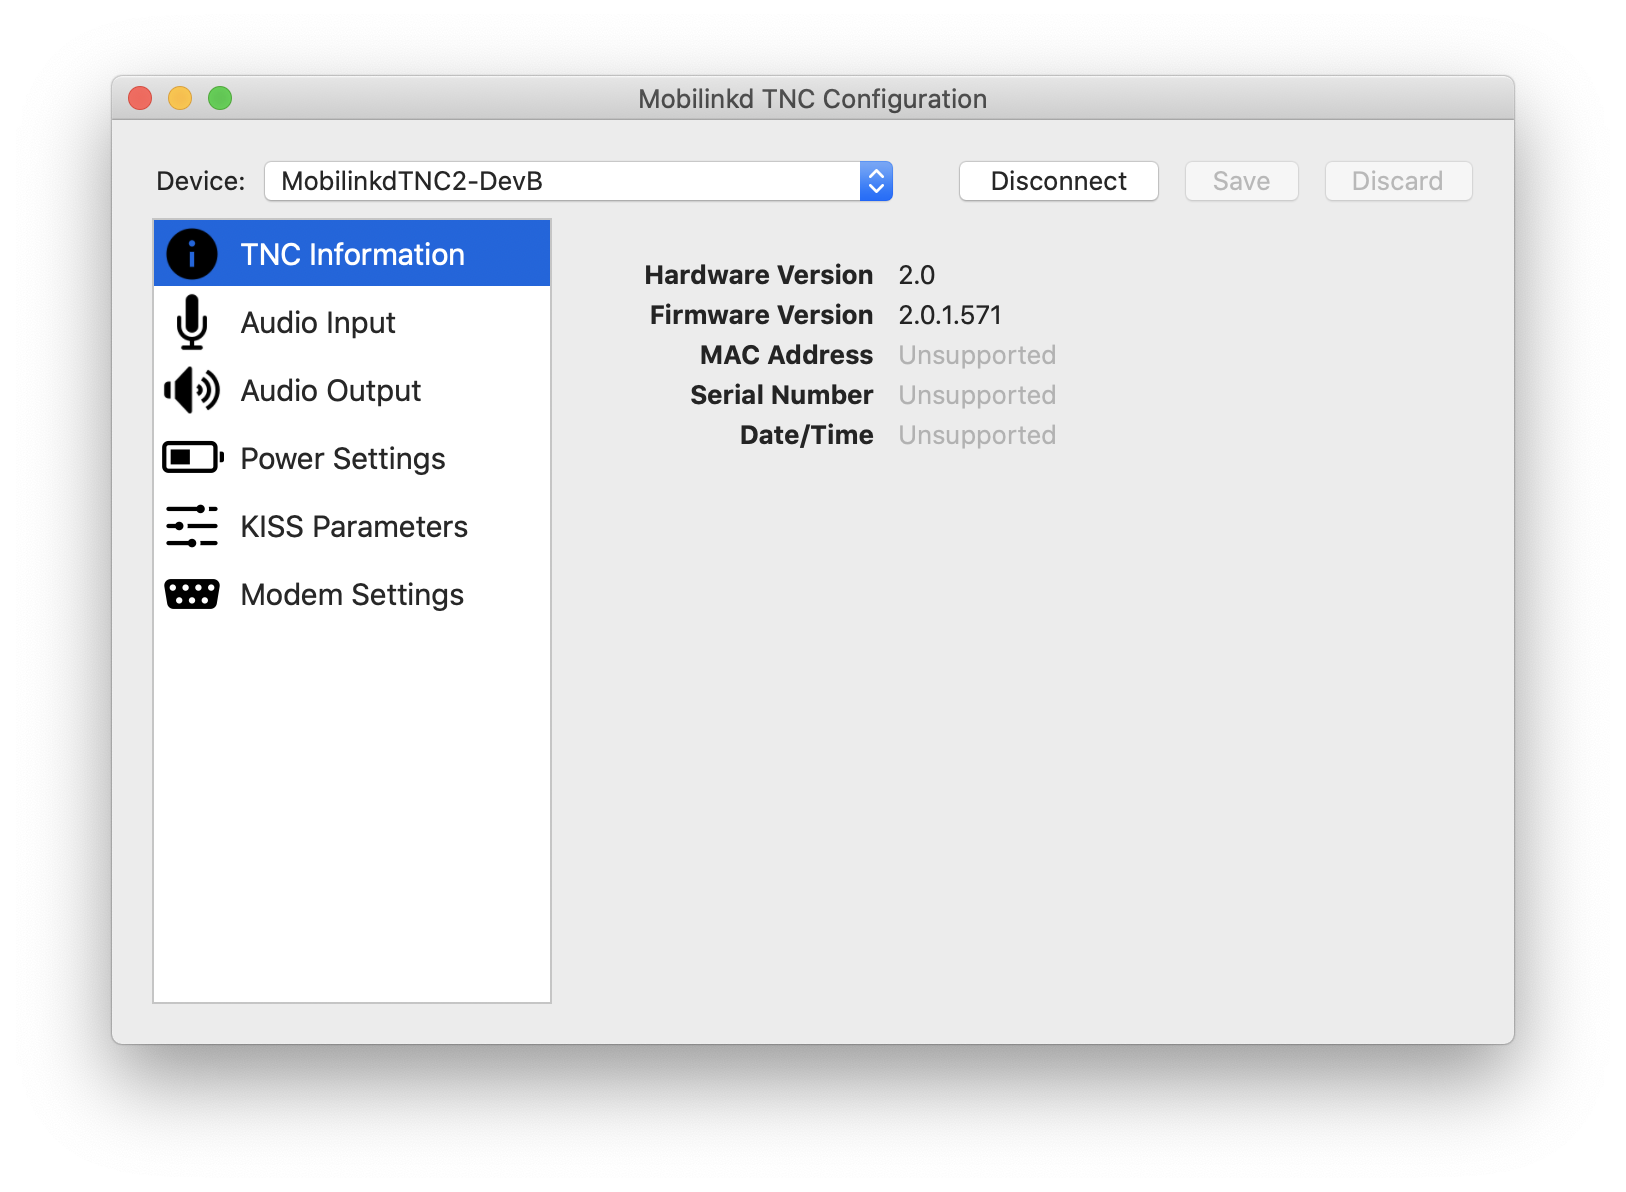 Mobilinkd TNC Configuration
Device: MobilinkdTNC2-DevB Disconnect Save Discard
TNC Information
Audio Input
Audio Output
Power Settings
KISS Parameters
Modem Settings
Hardware Version 2.0
Firmware Version 2.0.1.571
MAC Address Unsupported
Serial Number Unsupported
Date/Time Unsupported